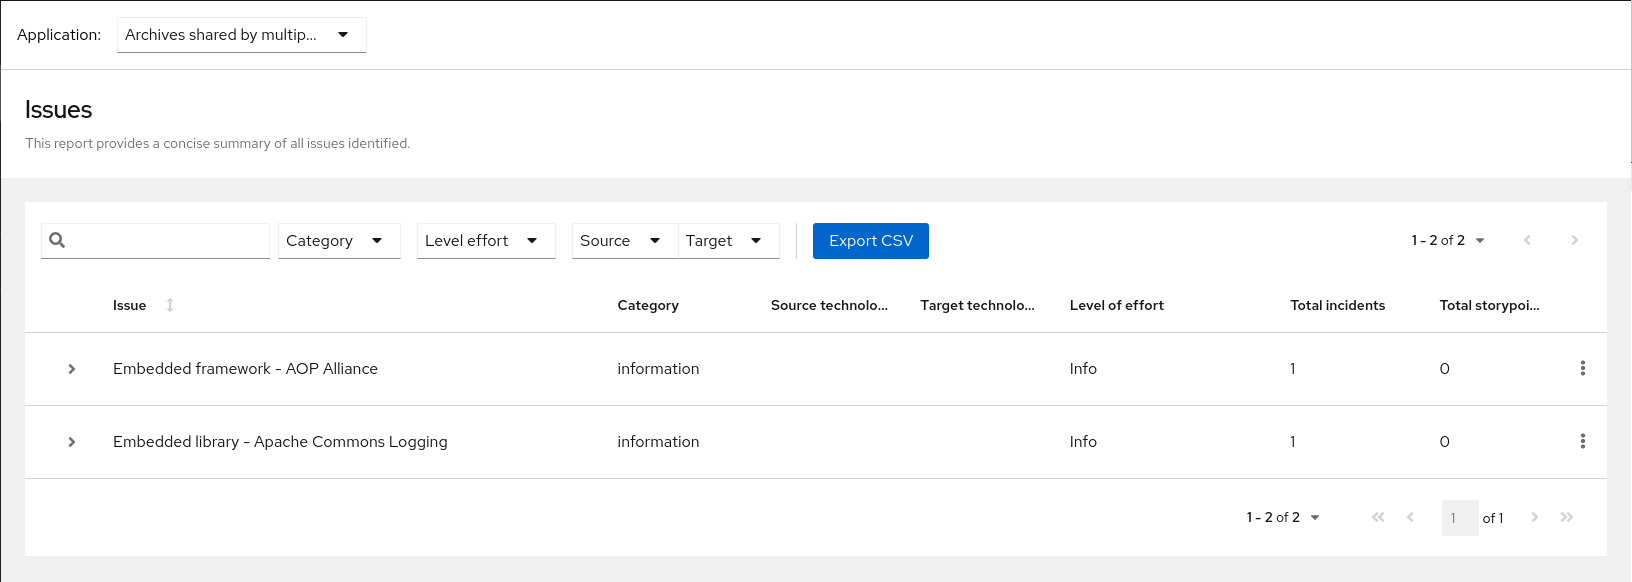 Application: Archives shared by multip...
Issues
This report provides a concise summary of all issues identified.
Category Level effort Source Target Export CSV 1 - 2 of 2
Issue Category Source technolo... Target technolo... Level of effort Total incidents Total storypoi...
Embedded framework - AOP Alliance information Info 1 0
Embedded library - Apache Commons Logging information Info 1 0
1 - 2 of 2 1 of 1